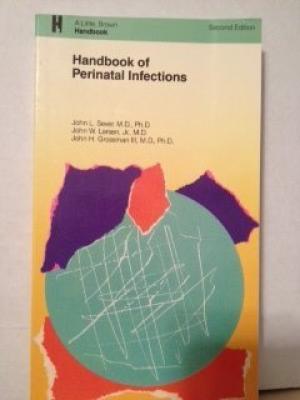 H
A Little, Brown
Handbook
Second Edition
Handbook of
Perinatal Infections
John L. Sever, M.D., Ph.D.
John W. Larsen, Jr., M.D.
John H. Grossman III, M.D., Ph.D.